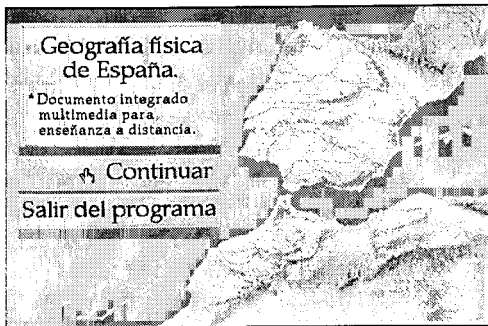 Geografía física
de España.
*Documento integrado
multimedia para,
enseñanza a distancia.
Continuar
Salir del programa